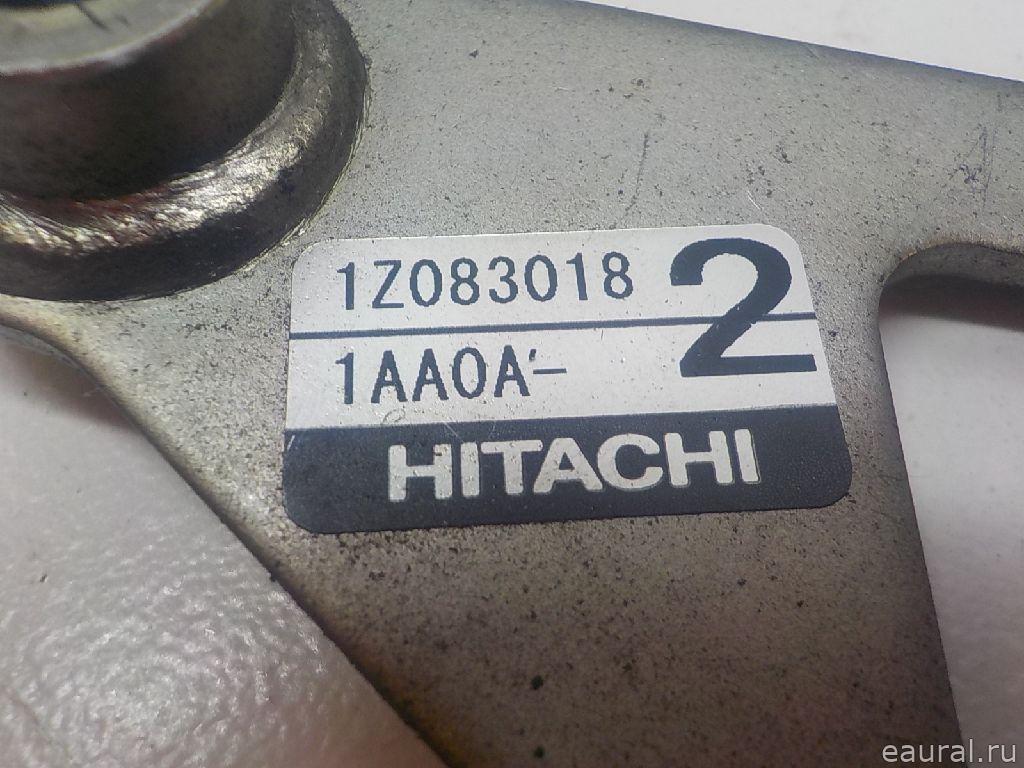 1Z083018 2
1AA0A'-
HITACHI
eaural.ru